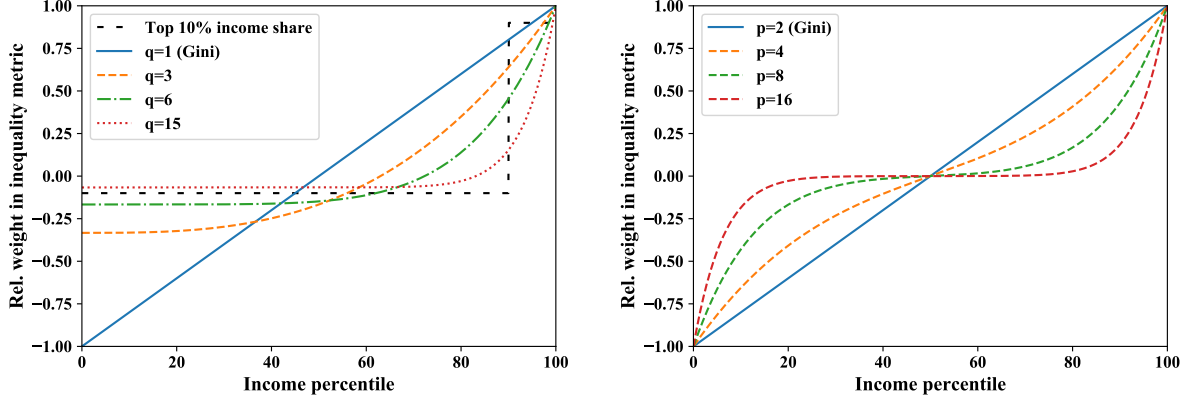 1.00
0.75
0.50
0.25
0.00
−0.25
−0.50
−0.75
−1.00
Rel. weight in inequality metric
Top 10% income share
q=1 (Gini)
q=3
q=6
q=15
0
20
40
60
80
100
Income percentile
1.00
0.75
0.50
0.25
0.00
−0.25
−0.50
−0.75
−1.00
Rel. weight in inequality metric
p=2 (Gini)
p=4
p=8
p=16
0
20
40
60
80
100
Income percentile